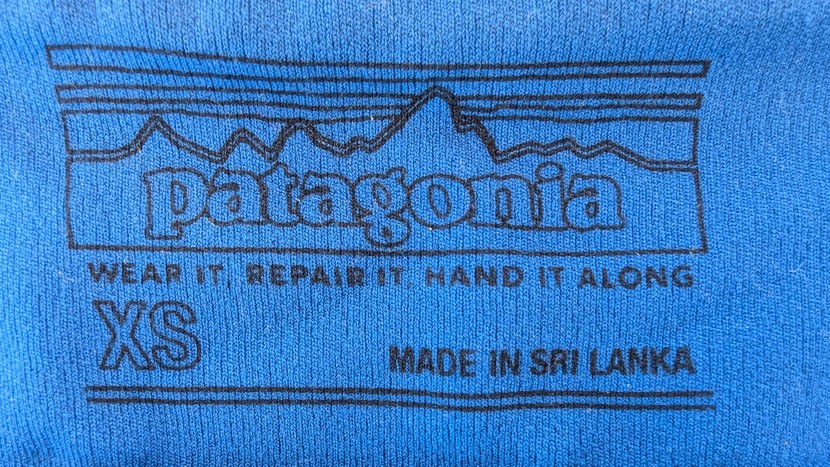 patagonia
WEAR IT, REPAIR IT, HAND IT ALONG
XS
MADE IN SRI LANKA